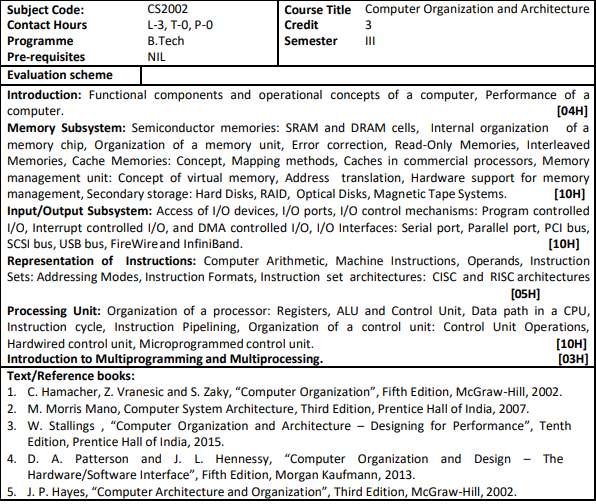 Subject Code: CS2002 Course Title Computer Organization and Architecture
Contact Hours L-3, T-0, P-0 Credit 3
Programme B.Tech Semester III
Pre-requisites NIL
Evaluation scheme
Introduction: Functional components and operational concepts of a computer, Performance of a
computer. [04H]
Memory Subsystem: Semiconductor memories: SRAM and DRAM cells, Internal organization of a
memory chip, Organization of a memory unit, Error correction, Read-Only Memories, Interleaved
Memories, Cache Memories: Concept, Mapping methods, Caches in commercial processors, Memory
management unit: Concept of virtual memory, Address translation, Hardware support for memory
management, Secondary storage: Hard Disks, RAID, Optical Disks, Magnetic Tape Systems. [10H]
Input/Output Subsystem: Access of I/O devices, I/O ports, I/O control mechanisms: Program controlled
I/O, Interrupt controlled I/O, and DMA controlled I/O, I/O Interfaces: Serial port, Parallel port, PCI bus,
SCSI bus, USB bus, FireWire and InfiniBand. [10H]
Representation of Instructions: Computer Arithmetic, Machine Instructions, Operands, Instruction
Sets: Addressing Modes, Instruction Formats, Instruction set architectures: CISC and RISC architectures
[05H]
Processing Unit: Organization of a processor: Registers, ALU and Control Unit, Data path in a CPU,
Instruction cycle, Instruction Pipelining, Organization of a control unit: Control Unit Operations,
Hardwired control unit, Microprogrammed control unit. [10H]
Introduction to Multiprogramming and Multiprocessing. [03H]
Text/Reference books:
1. C. Hamacher, Z. Vranesic and S. Zaky, “Computer Organization”, Fifth Edition, McGraw-Hill, 2002.
2. M. Morris Mano, Computer System Architecture, Third Edition, Prentice Hall of India, 2007.
3. W. Stallings , “Computer Organization and Architecture – Designing for Performance”, Tenth
Edition, Prentice Hall of India, 2015.
4. D. A. Patterson and J. L. Hennessy, “Computer Organization and Design – The
Hardware/Software Interface”, Fifth Edition, Morgan Kaufmann, 2013.
5. J. P. Hayes, “Computer Architecture and Organization”, Third Edition, McGraw-Hill, 2002.